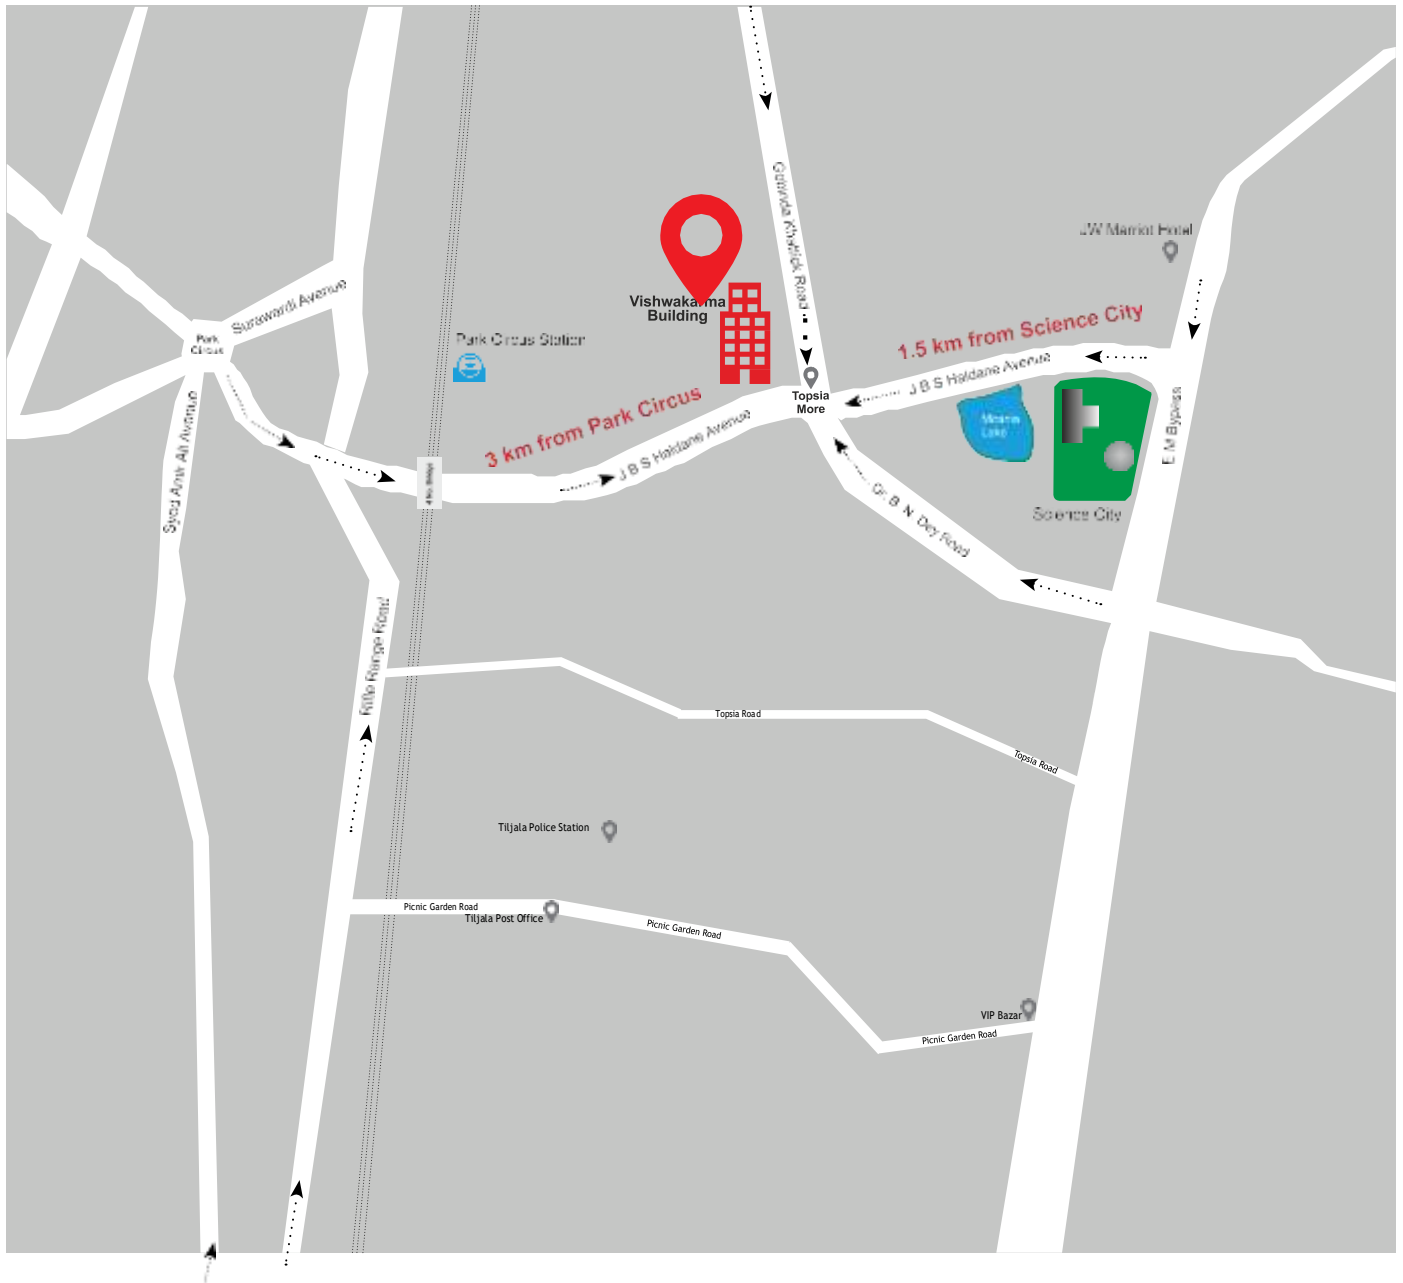 Gobinda Khatick Road
JW Marriot Hotel
Vishwakarma
Building
Surawardi Avenue
Park
Circus
Park Circus Station
1.5 km from Science City
J B S Haldane Avenue
Topsia
More
3 km from Park Circus
J B S Haldane Avenue
Lake
E M Bypass
Syed Amir Ali Avenue
Science City
Dr. B. N. Dey Road
Rifle Range Road
Topsia Road
Topsia Road
Tiljala Police Station
Picnic Garden Road
Tiljala Post Office
Picnic Garden Road
VIP Bazar
Picnic Garden Road